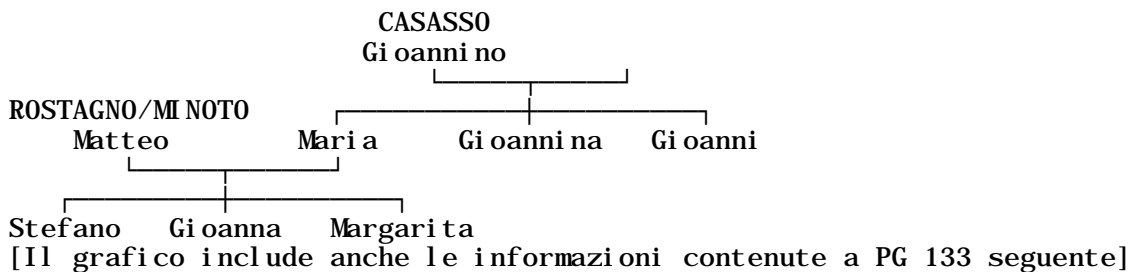 CASASSO
Gioannino
ROSTAGNO/MINOTO
Matteo Maria Gioannina Gioanni
Stefano Gioanna Margarita
[Il grafico include anche le informazioni contenute a PG 133 seguente]